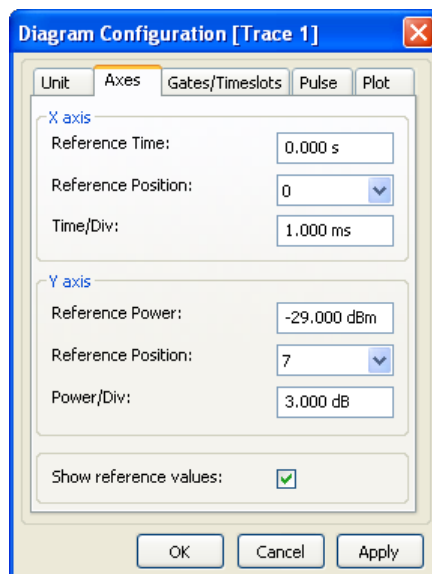 Diagram Configuration [Trace 1]
Unit Axes Gates/Timeslots Pulse Plot
X axis
Reference Time: 0.000 s
Reference Position: 0
Time/Div: 1.000 ms
Y axis
Reference Power: -29.000 dBm
Reference Position: 7
Power/Div: 3.000 dB
Show reference values:
OK Cancel Apply